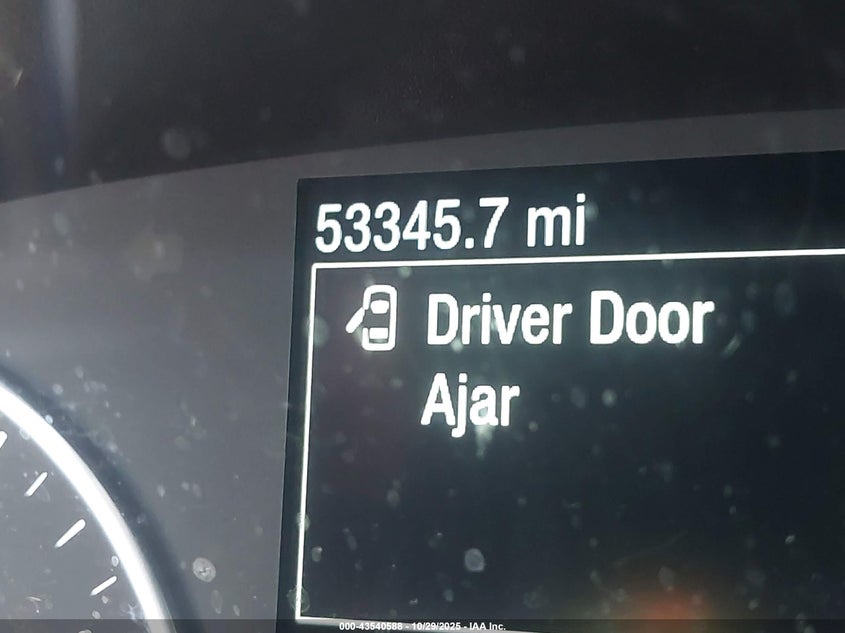 53345.7 mi
Driver Door
Ajar
000-43540588 - 10/29/2025 - IAA Inc.